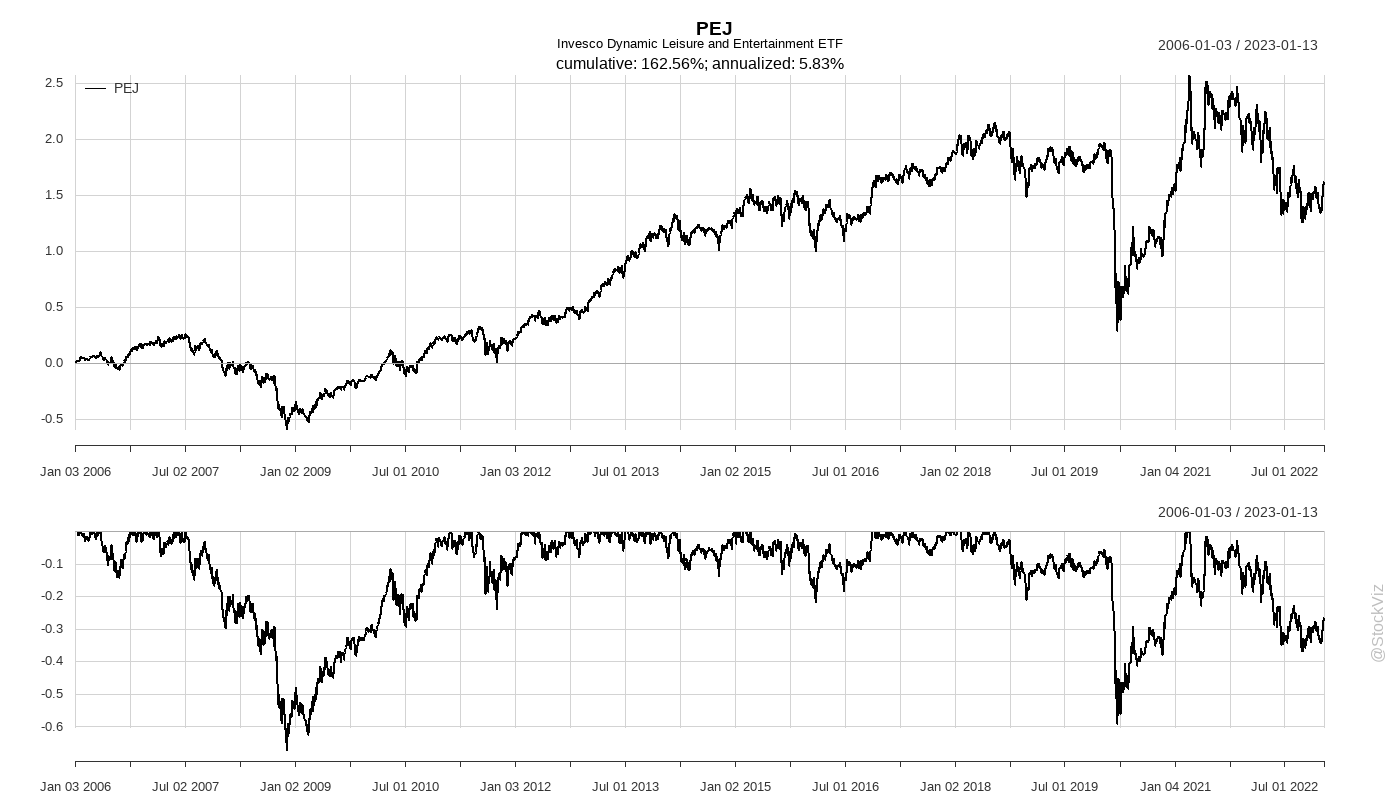 PEJ
Invesco Dynamic Leisure and Entertainment ETF
cumulative: 162.56%; annualized: 5.83%
2006-01-03 / 2023-01-13
PEJ
2.5
2.0
1.5
1.0
0.5
0.0
-0.5
Jan 03 2006 Jul 02 2007 Jan 02 2009 Jul 01 2010 Jan 03 2012 Jul 01 2013 Jan 02 2015 Jul 01 2016 Jan 02 2018 Jul 01 2019 Jan 04 2021 Jul 01 2022
2006-01-03 / 2023-01-13
-0.1
-0.2
-0.3
-0.4
-0.5
-0.6
Jan 03 2006 Jul 02 2007 Jan 02 2009 Jul 01 2010 Jan 03 2012 Jul 01 2013 Jan 02 2015 Jul 01 2016 Jan 02 2018 Jul 01 2019 Jan 04 2021 Jul 01 2022
@StockViz